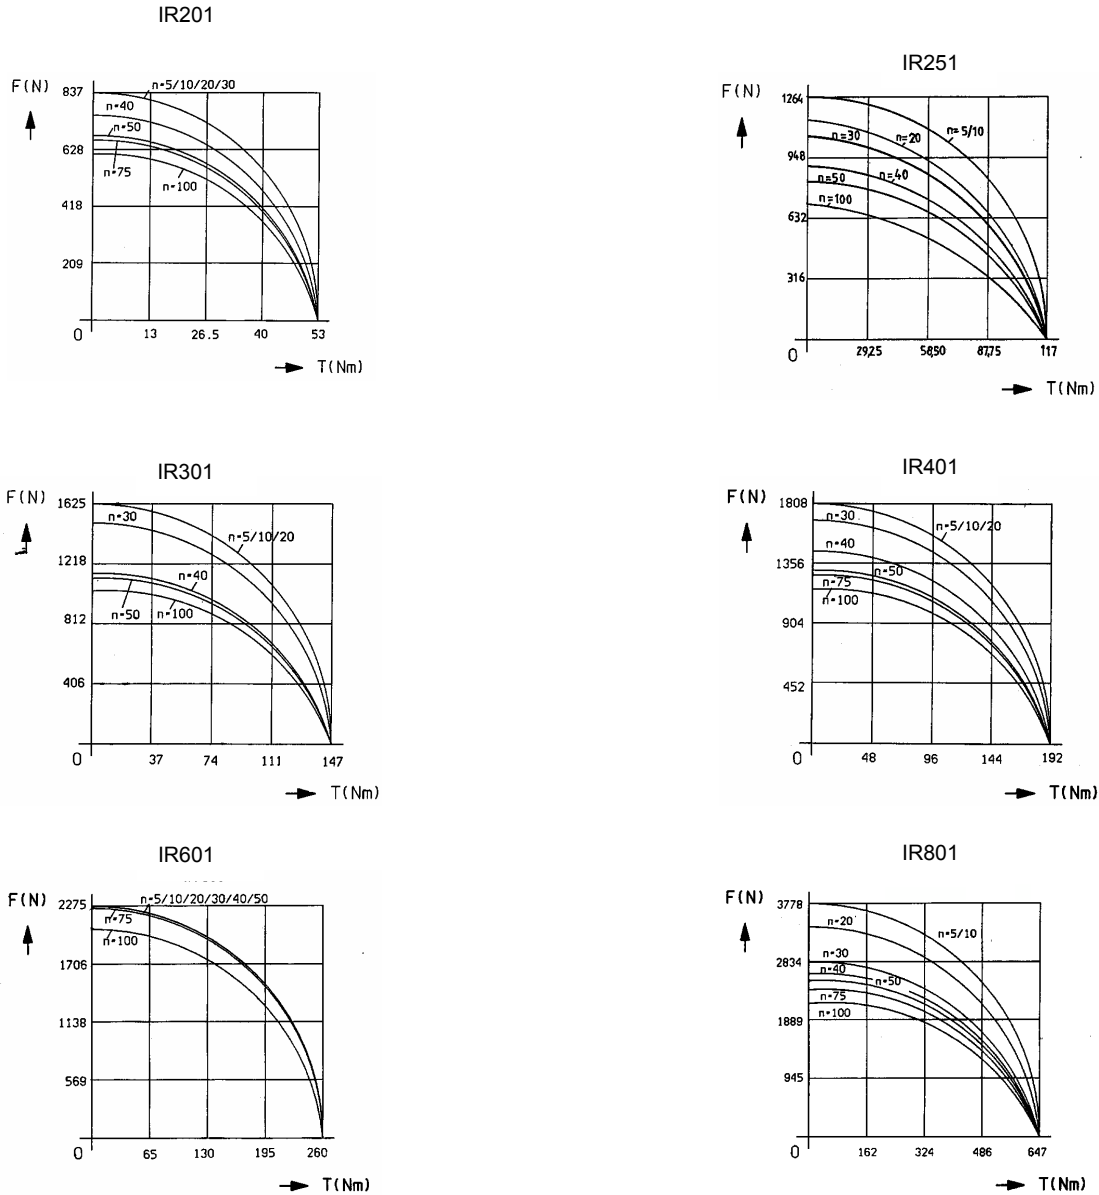 IR201
F(N)
837
n=5/10/20/30
n=40
n=50
628
n=75
n=100
418
209
0
13
26.5
40
53
T(Nm)
IR251
F(N)
1264
n=5/10
n=20
n=30
948
n=40
n=50
n=100
632
316
0
29,25
58,50
87,75
117
T(Nm)
IR301
F(N)
1625
n=30
n=5/10/20
1218
n=40
n=50
n=100
812
406
0
37
74
111
147
T(Nm)
IR401
F(N)
1808
n=30
n=5/10/20
n=40
1356
n=50
n=75
n=100
904
452
0
48
96
144
192
T(Nm)
IR601
F(N)
2275
n=5/10/20/30/40/50
n=75
n=100
1706
1138
569
0
65
130
195
260
T(Nm)
IR801
F(N)
3778
n=20
n=5/10
n=30
2834
n=40
n=50
n=75
n=100
1889
945
0
162
324
486
647
T(Nm)